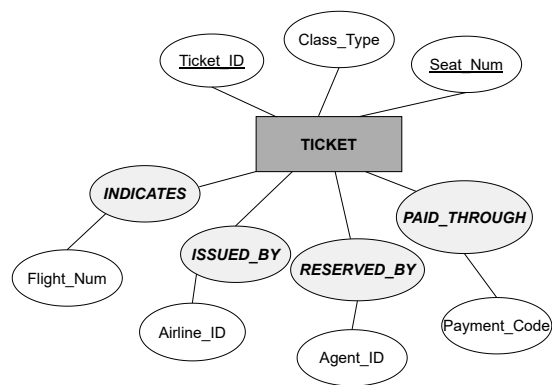 Class_Type
Ticket_ID
Seat_Num
TICKET
INDICATES
PAID_THROUGH
ISSUED_BY
RESERVED_BY
Flight_Num
Airline_ID
Payment_Code
Agent_ID